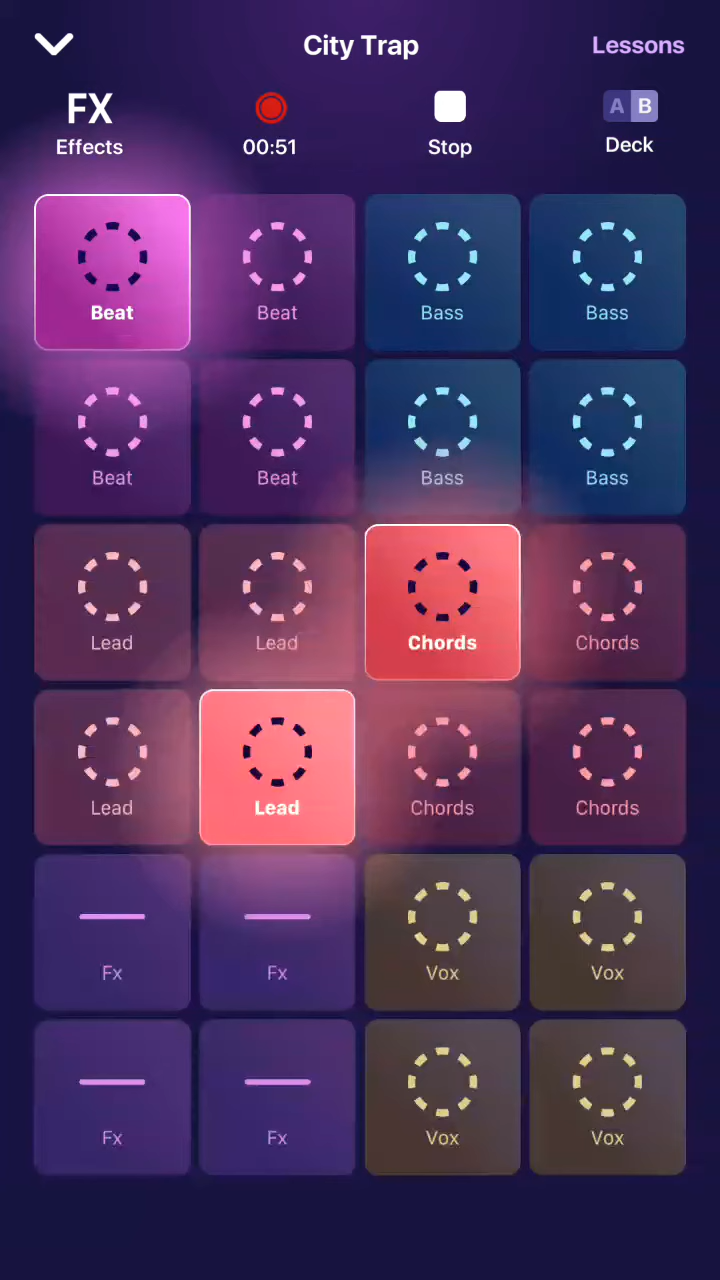 City Trap
Lessons
FX
Effects
00:51
Stop
A B
Deck
Beat
Beat
Bass
Bass
Beat
Beat
Bass
Bass
Lead
Lead
Chords
Chords
Lead
Lead
Chords
Chords
Fx
Fx
Vox
Vox
Fx
Fx
Vox
Vox